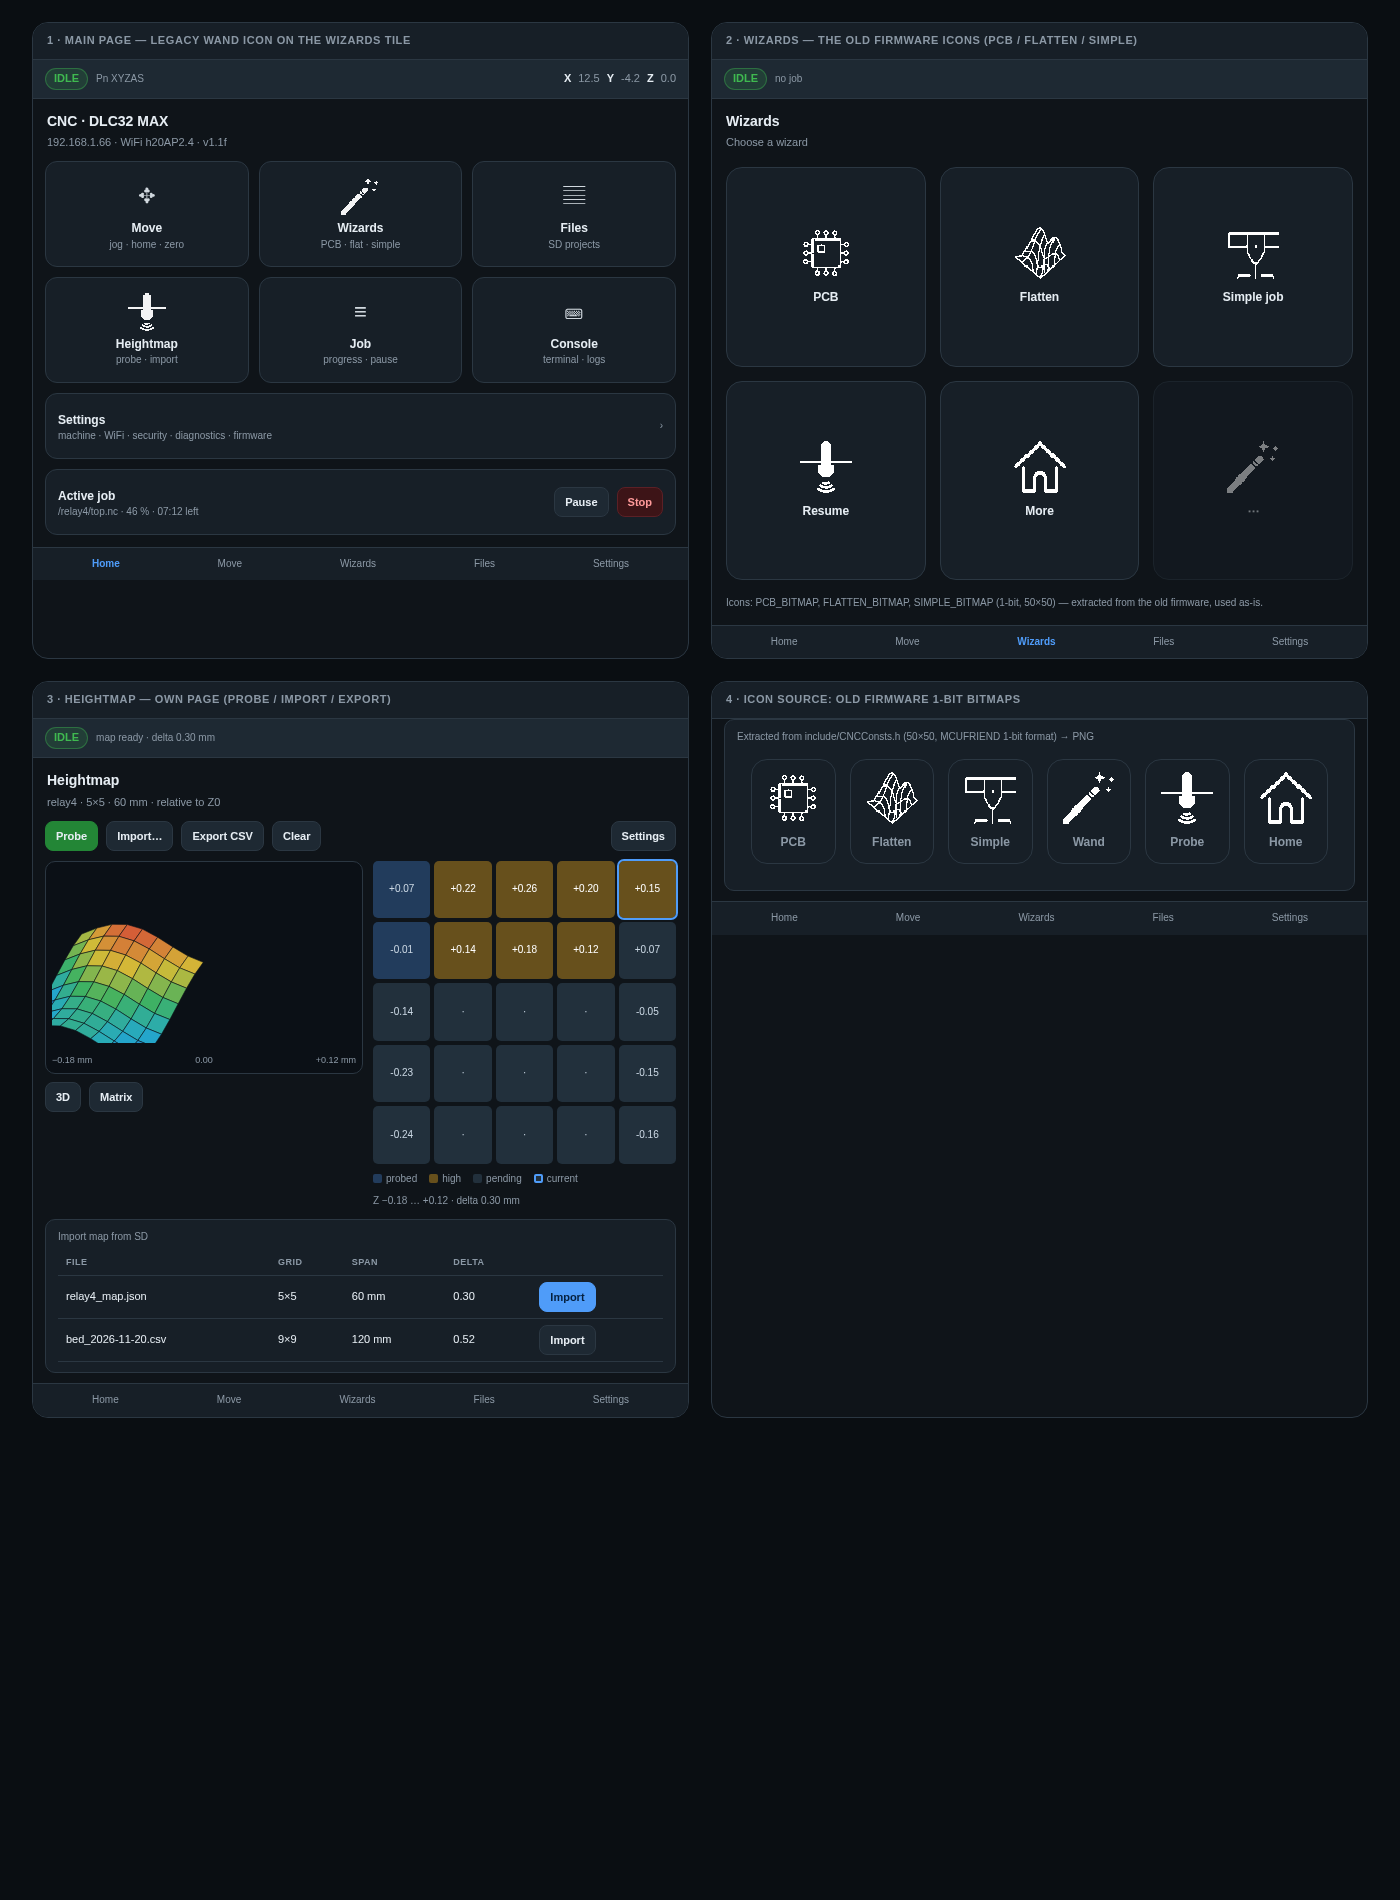 1 · MAIN PAGE — LEGACY WAND ICON ON THE WIZARDS TILE
IDLE Pn XYZAS X 12.5 Y -4.2 Z 0.0
CNC · DLC32 MAX
192.168.1.66 · WiFi h20AP2.4 · v1.1f
Move
jog · home · zero
Wizards
PCB · flat · simple
Files
SD projects
Heightmap
probe · import
Job
progress · pause
Console
terminal · logs
Settings
machine · WiFi · security · diagnostics · firmware
›
Active job
/relay4/top.nc · 46 % · 07:12 left
Pause Stop
Home Move Wizards Files Settings
2 · WIZARDS — THE OLD FIRMWARE ICONS (PCB / FLATTEN / SIMPLE)
IDLE no job
Wizards
Choose a wizard
PCB
Flatten
Simple job
Resume
More
...
Icons: PCB_BITMAP, FLATTEN_BITMAP, SIMPLE_BITMAP (1-bit, 50×50) — extracted from the old firmware, used as-is.
Home Move Wizards Files Settings
3 · HEIGHTMAP — OWN PAGE (PROBE / IMPORT / EXPORT)
IDLE map ready · delta 0.30 mm
Heightmap
relay4 · 5×5 · 60 mm · relative to Z0
Probe Import… Export CSV Clear Settings
−0.18 mm 0.00 +0.12 mm
3D Matrix
+0.07 +0.22 +0.26 +0.20 +0.15
-0.01 +0.14 +0.18 +0.12 +0.07
-0.14 · · · -0.05
-0.23 · · · -0.15
-0.24 · · · -0.16
probed high pending current
Z −0.18 … +0.12 · delta 0.30 mm
Import map from SD
FILE GRID SPAN DELTA
relay4_map.json 5×5 60 mm 0.30 Import
bed_2026-11-20.csv 9×9 120 mm 0.52 Import
Home Move Wizards Files Settings
4 · ICON SOURCE: OLD FIRMWARE 1-BIT BITMAPS
Extracted from include/CNCConsts.h (50×50, MCUFRIEND 1-bit format) → PNG
PCB Flatten Simple Wand Probe Home
Home Move Wizards Files Settings